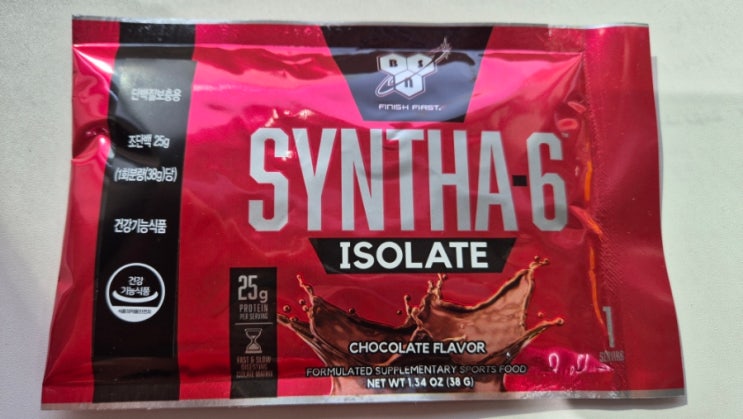 단백질보충용
조단백 25g
(1회분량(38g)당)
건강기능식품
건강
기능식품
BSN
FINISH FIRST.
SYNTHA-6
ISOLATE
25g
PROTEIN
PER SERVING
FAST & SLOW
DIGESTING
ISOLATE MATRIX
CHOCOLATE FLAVOR
FORMULATED SUPPLEMENTARY SPORTS FOOD
NET WT 1.34 OZ (38 G)
1
SERVING